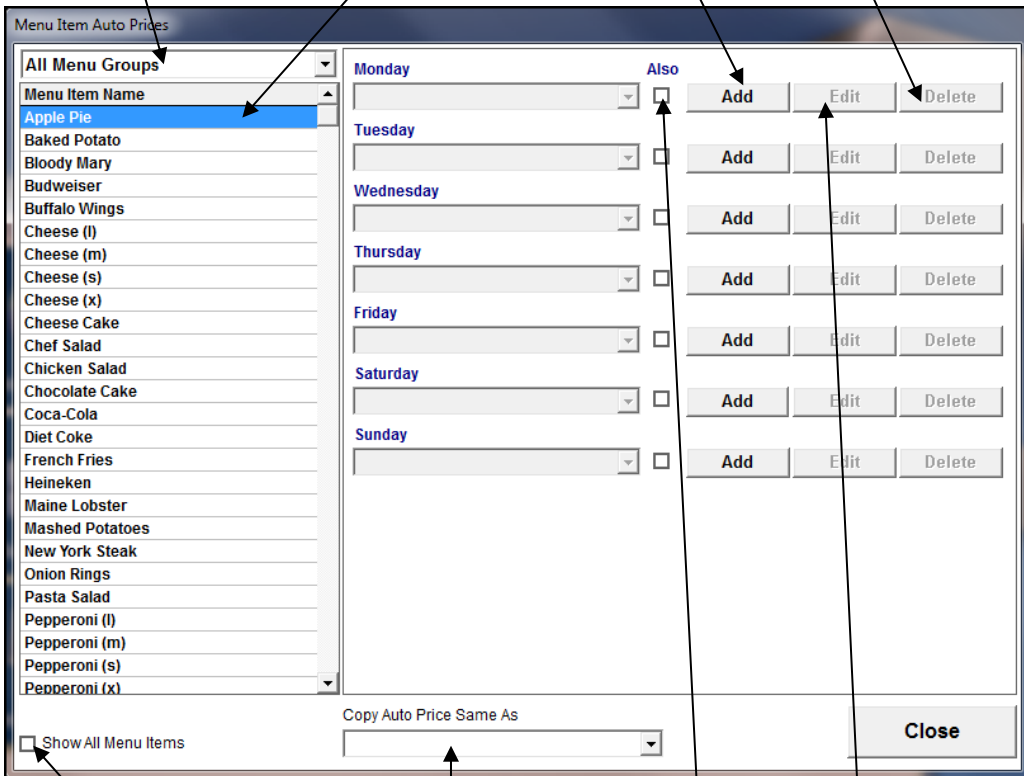 Menu Item Auto Prices
All Menu Groups
Menu Item Name
Apple Pie
Baked Potato
Bloody Mary
Budweiser
Buffalo Wings
Cheese (l)
Cheese (m)
Cheese (s)
Cheese (x)
Cheese Cake
Chef Salad
Chicken Salad
Chocolate Cake
Coca-Cola
Diet Coke
French Fries
Heineken
Maine Lobster
Mashed Potatoes
New York Steak
Onion Rings
Pasta Salad
Pepperoni (l)
Pepperoni (m)
Pepperoni (s)
Pepperoni (x)
Show All Menu Items
Monday Also
Add Edit Delete
Tuesday
Add Edit Delete
Wednesday
Add Edit Delete
Thursday
Add Edit Delete
Friday
Add Edit Delete
Saturday
Add Edit Delete
Sunday
Add Edit Delete
Copy Auto Price Same As
Close